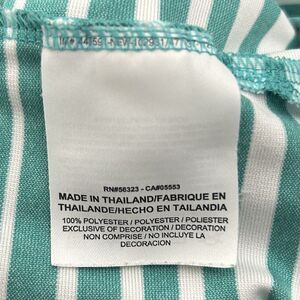 RN#56323 - CA#05553
MADE IN THAILAND/FABRIQUE EN
THAILANDE/HECHO EN TAILANDIA
100% POLYESTER / POLYESTER / POLIESTER
EXCLUSIVE OF DECORATION / DECORATION
NON COMPRISE / NO INCLUYE LA
DECORACION